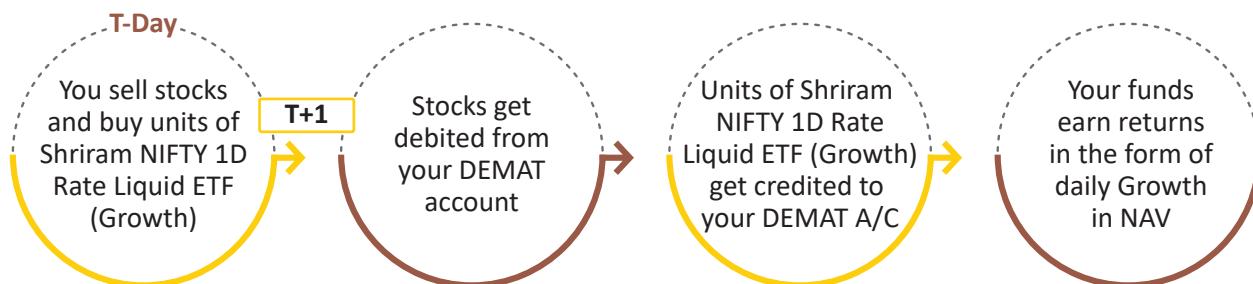 T-Day
You sell stocks
and buy units of
Shriram NIFTY 1D
Rate Liquid ETF
(Growth)
T+1
Stocks get
debited from
your DEMAT
account
Units of Shriram
NIFTY 1D Rate
Liquid ETF (Growth)
get credited to
your DEMAT A/C
Your funds
earn returns
in the form of
daily Growth
in NAV